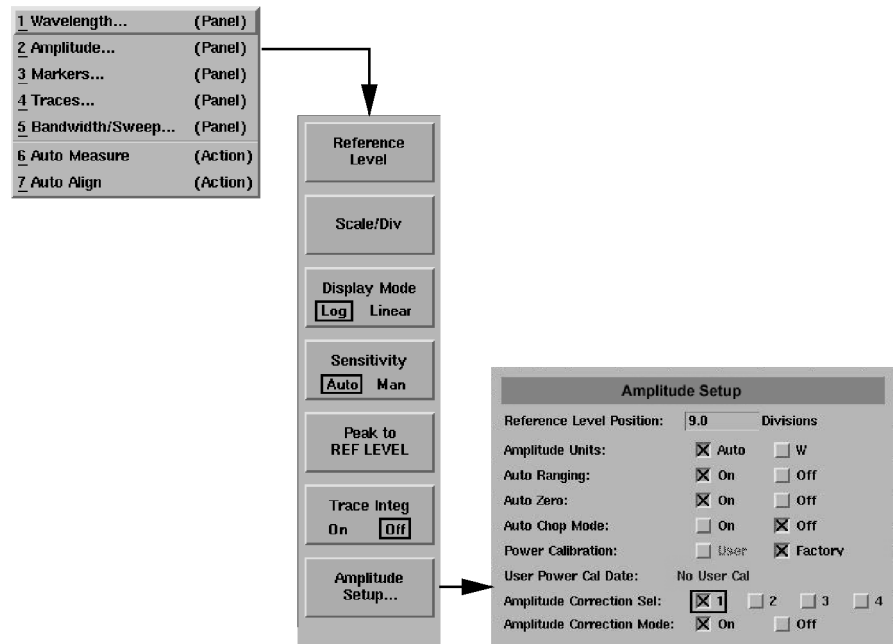 1 Wavelength... (Panel)
2 Amplitude... (Panel)
3 Markers... (Panel)
4 Traces... (Panel)
5 Bandwidth/Sweep... (Panel)
6 Auto Measure (Action)
7 Auto Align (Action)
Reference
Level
Scale/Div
Display Mode
Log Linear
Sensitivity
Auto Man
Peak to
REF LEVEL
Trace Integ
On Off
Amplitude
Setup...
Amplitude Setup
Reference Level Position: 9.0 Divisions
Amplitude Units: Auto W
Auto Ranging: On Off
Auto Zero: On Off
Auto Chop Mode: On Off
Power Calibration: User Factory
User Power Cal Date: No User Cal
Amplitude Correction Sel: 1 2 3 4
Amplitude Correction Mode: On Off